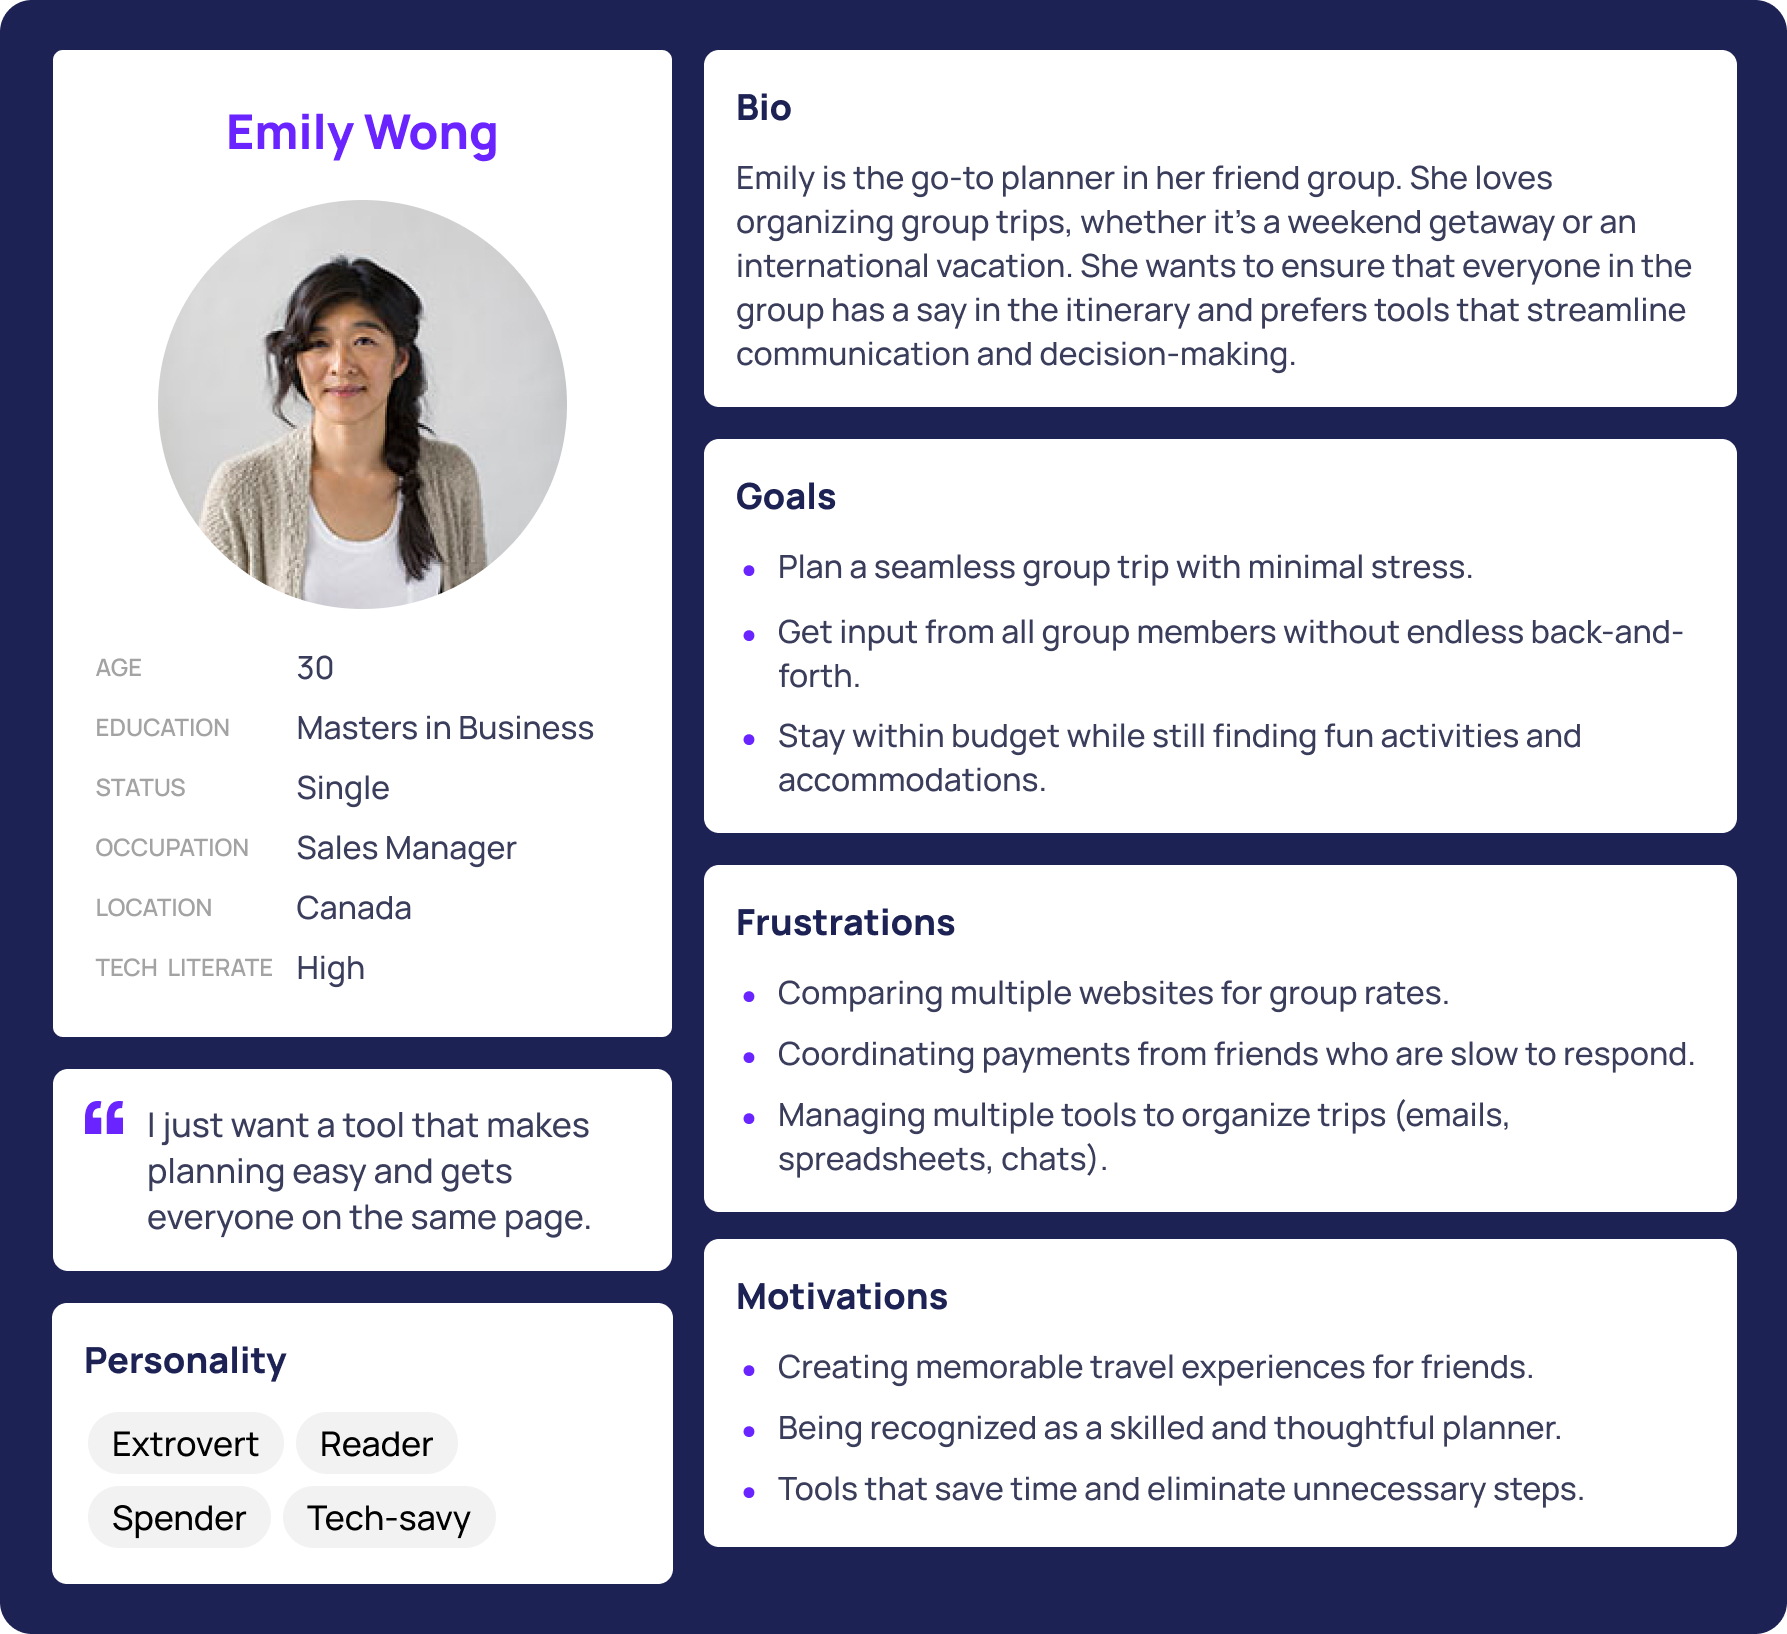 Emily Wong
AGE 30
EDUCATION Masters in Business
STATUS Single
OCCUPATION Sales Manager
LOCATION Canada
TECH LITERATE High
“ I just want a tool that makes
planning easy and gets
everyone on the same page.
Personality
Extrovert Reader
Spender Tech-savy
Bio
Emily is the go-to planner in her friend group. She loves
organizing group trips, whether it’s a weekend getaway or an
international vacation. She wants to ensure that everyone in the
group has a say in the itinerary and prefers tools that streamline
communication and decision-making.
Goals
• Plan a seamless group trip with minimal stress.
• Get input from all group members without endless back-and-
forth.
• Stay within budget while still finding fun activities and
accommodations.
Frustrations
• Comparing multiple websites for group rates.
• Coordinating payments from friends who are slow to respond.
• Managing multiple tools to organize trips (emails,
spreadsheets, chats).
Motivations
• Creating memorable travel experiences for friends.
• Being recognized as a skilled and thoughtful planner.
• Tools that save time and eliminate unnecessary steps.